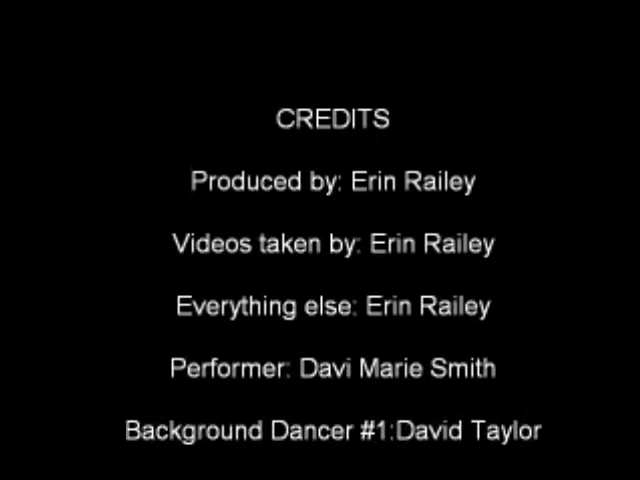 CREDITS
Produced by: Erin Railey
Videos taken by: Erin Railey
Everything else: Erin Railey
Performer: Davi Marie Smith
Background Dancer #1:David Taylor